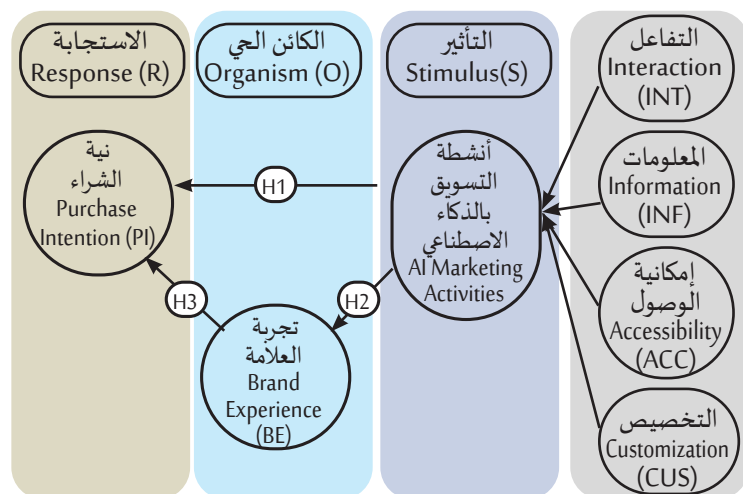 التفاعل
Interaction
(INT)
المعلومات
Information
(INF)
إمكانية
الوصول
Accessibility
(ACC)
التخصيص
Customization
(CUS)
التأثير
Stimulus(S)
أنشطة
التسويق
بالذكاء
الاصطناعي
AI Marketing
Activities
الكائن الحي
Organism (O)
H1
H2
تجربة
العلامة
Brand
Experience
(BE)
H3
الاستجابة
Response (R)
نية
الشراء
Purchase
Intention (PI)